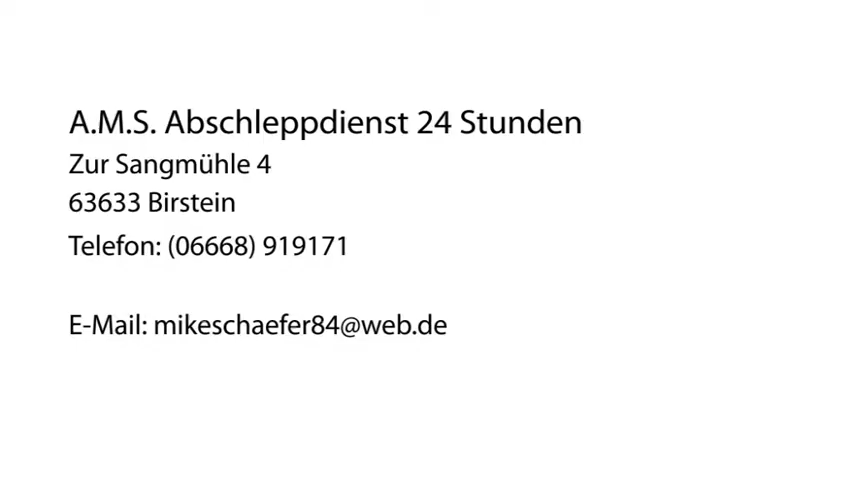 A.M.S. Abschleppdienst 24 Stunden
Zur Sangmühle 4
63633 Birstein
Telefon: (06668) 919171
E-Mail: mikeschaefer84@web.de